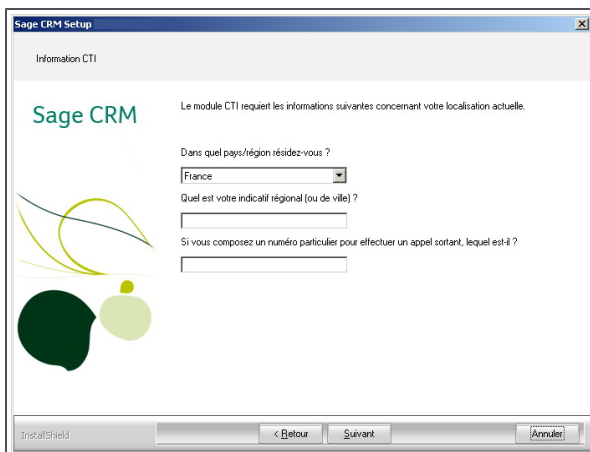 Sage CRM Setup
Information CTI
Sage CRM
Le module CTI requiert les informations suivantes concernant votre localisation actuelle.
Dans quel pays/région résidez-vous ?
France
Quel est votre indicatif régional (ou de ville) ?
Si vous composez un numéro particulier pour effectuer un appel sortant, lequel est-il ?
InstallShield
< Retour
Suivant
Annuler